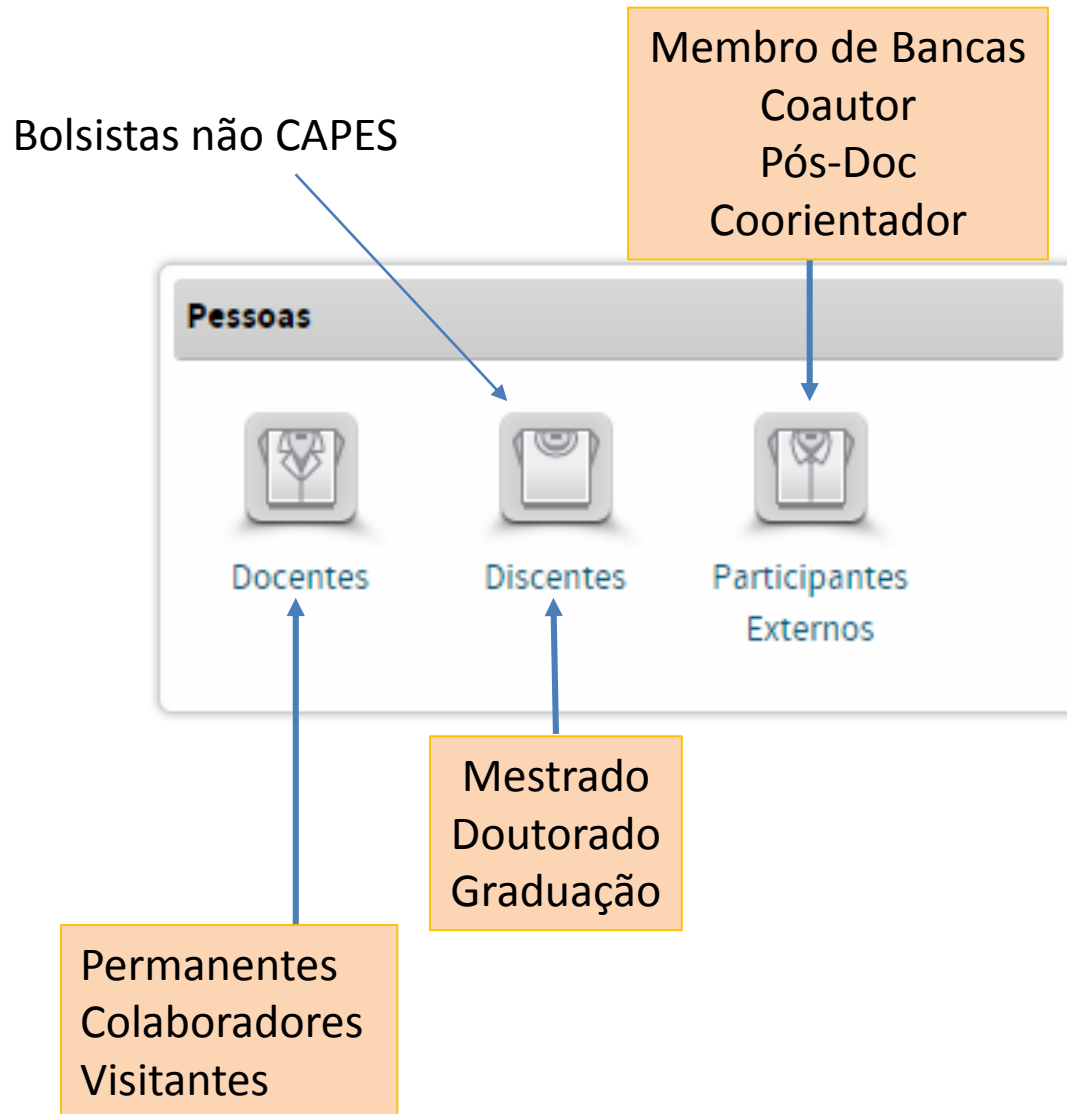 Membro de Bancas
Coautor
Pós-Doc
Coorientador
Bolsistas não CAPES
Pessoas
Docentes
Discentes
Participantes
Externos
Mestrado
Doutorado
Graduação
Permanentes
Colaboradores
Visitantes